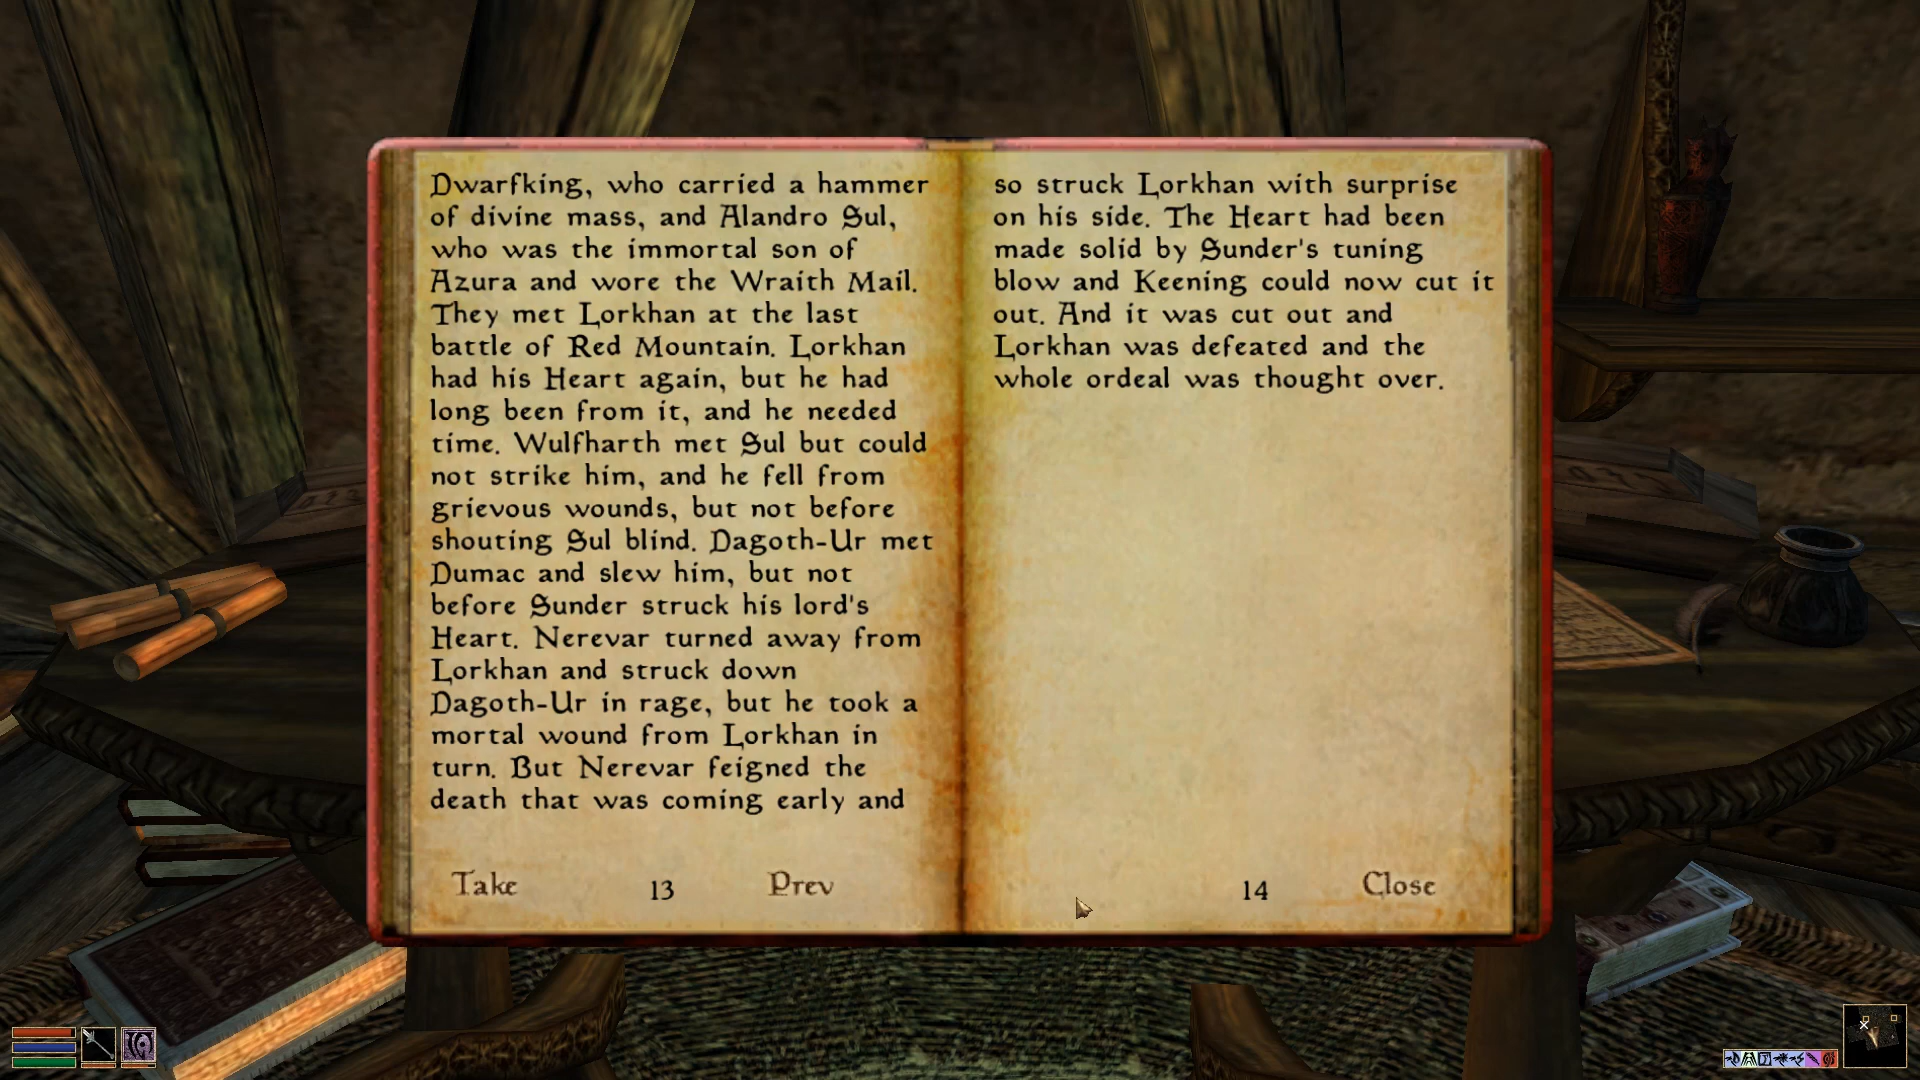 Dwarfking, who carried a hammer
of divine mass, and Alandro Sul,
who was the immortal son of
Azura and wore the Wraith Mail.
They met Lorkhan at the last
battle of Red Mountain. Lorkhan
had his Heart again, but he had
long been from it, and he needed
time. Wulfharth met Sul but could
not strike him, and he fell from
grievous wounds, but not before
shouting Sul blind. Dagoth-Ur met
Dumac and slew him, but not
before Sunder struck his lord's
Heart. Nerevar turned away from
Lorkhan and struck down
Dagoth-Ur in rage, but he took a
mortal wound from Lorkhan in
turn. But Nerevar feigned the
death that was coming early and
Take 13 Prev
so struck Lorkhan with surprise
on his side. The Heart had been
made solid by Sunder's tuning
blow and Keening could now cut it
out. And it was cut out and
Lorkhan was defeated and the
whole ordeal was thought over.
14 Close